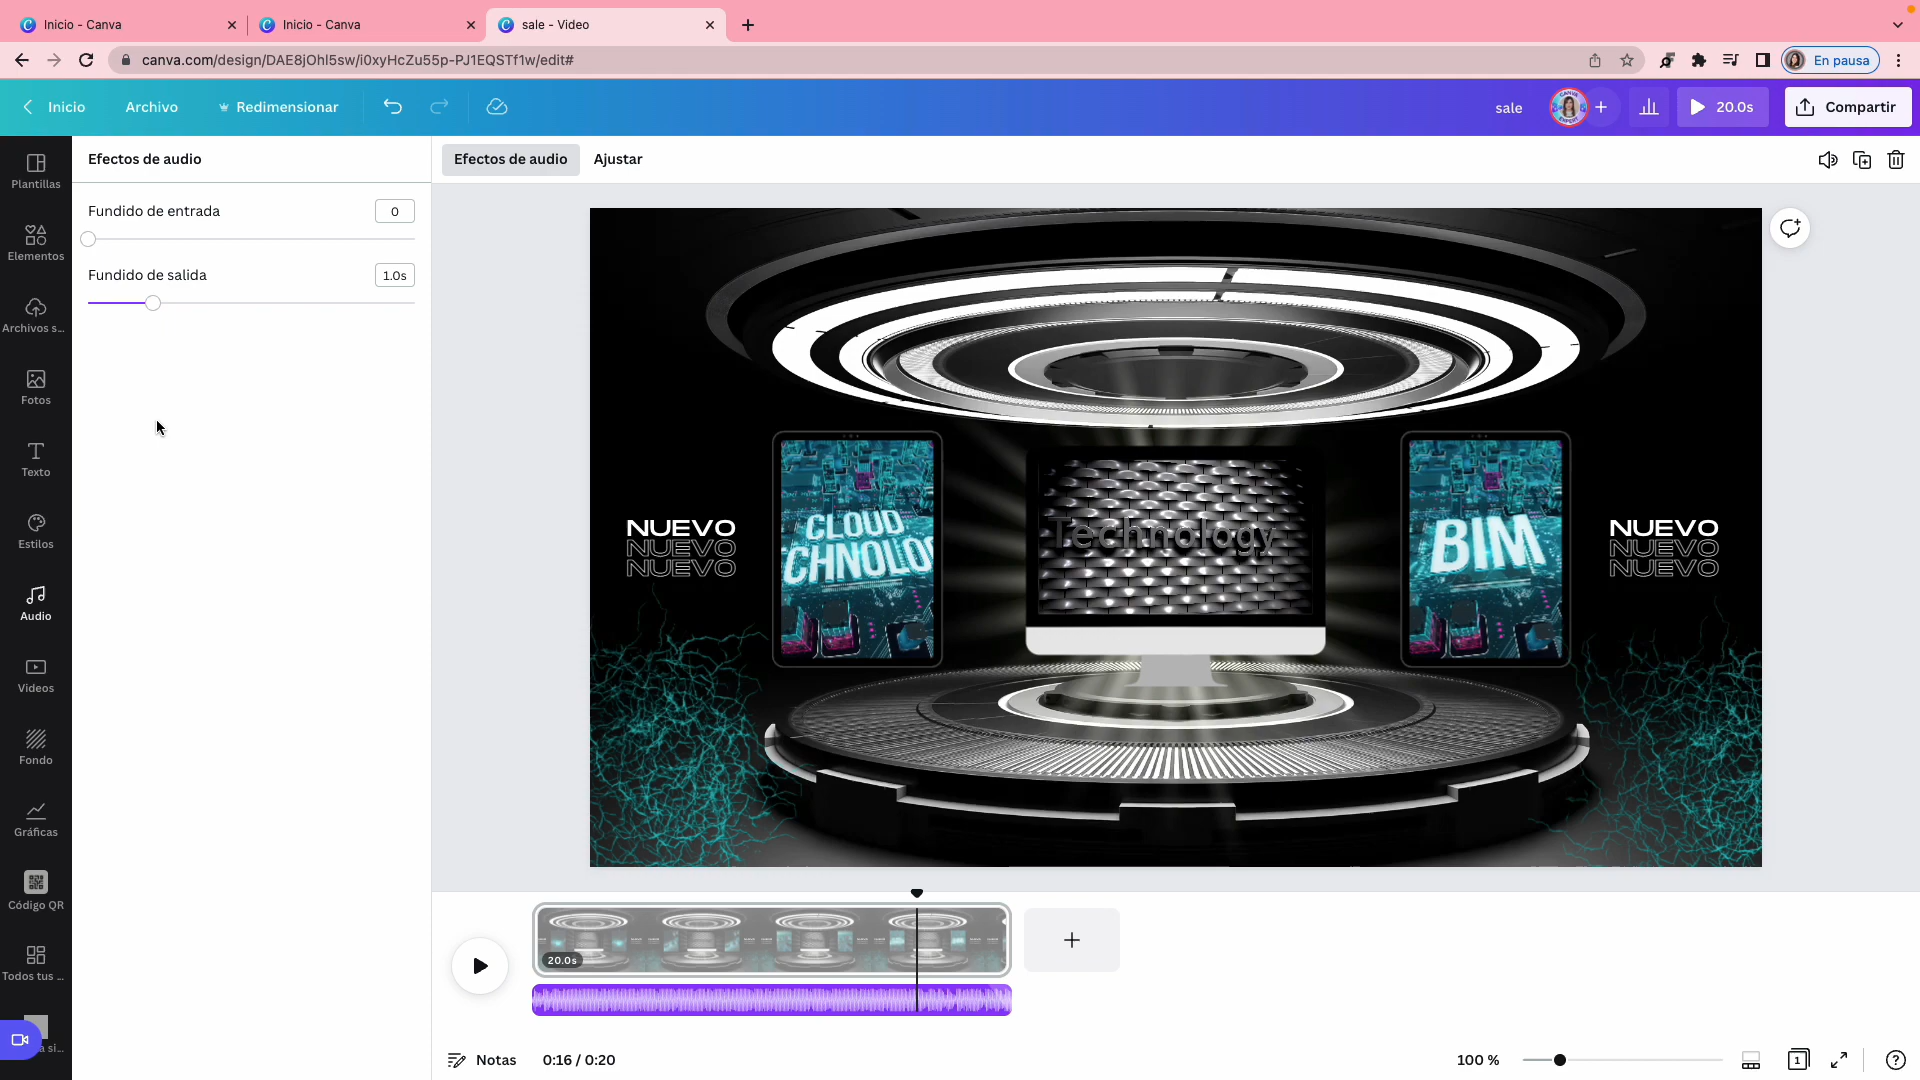 Inicio - Canva
Inicio - Canva
sale - Video
canva.com/design/DAE8jOhI5sw/i0xyHcZu55p-PJ1EQSTf1w/edit#
En pausa
Inicio
Archivo
Redimensionar
sale
20.0s
Compartir
Plantillas
Elementos
Archivos s...
Fotos
Texto
Estilos
Audio
Videos
Fondo
Gráficas
Código QR
Todos tus ...
a si...
Efectos de audio
Fundido de entrada
0
Fundido de salida
1.0s
Efectos de audio
Ajustar
NUEVO
NUEVO
NUEVO
CLOUD
CHNOLO
Technology
BIM
NUEVO
NUEVO
NUEVO
20.0s
Notas
0:16 / 0:20
100 %
1